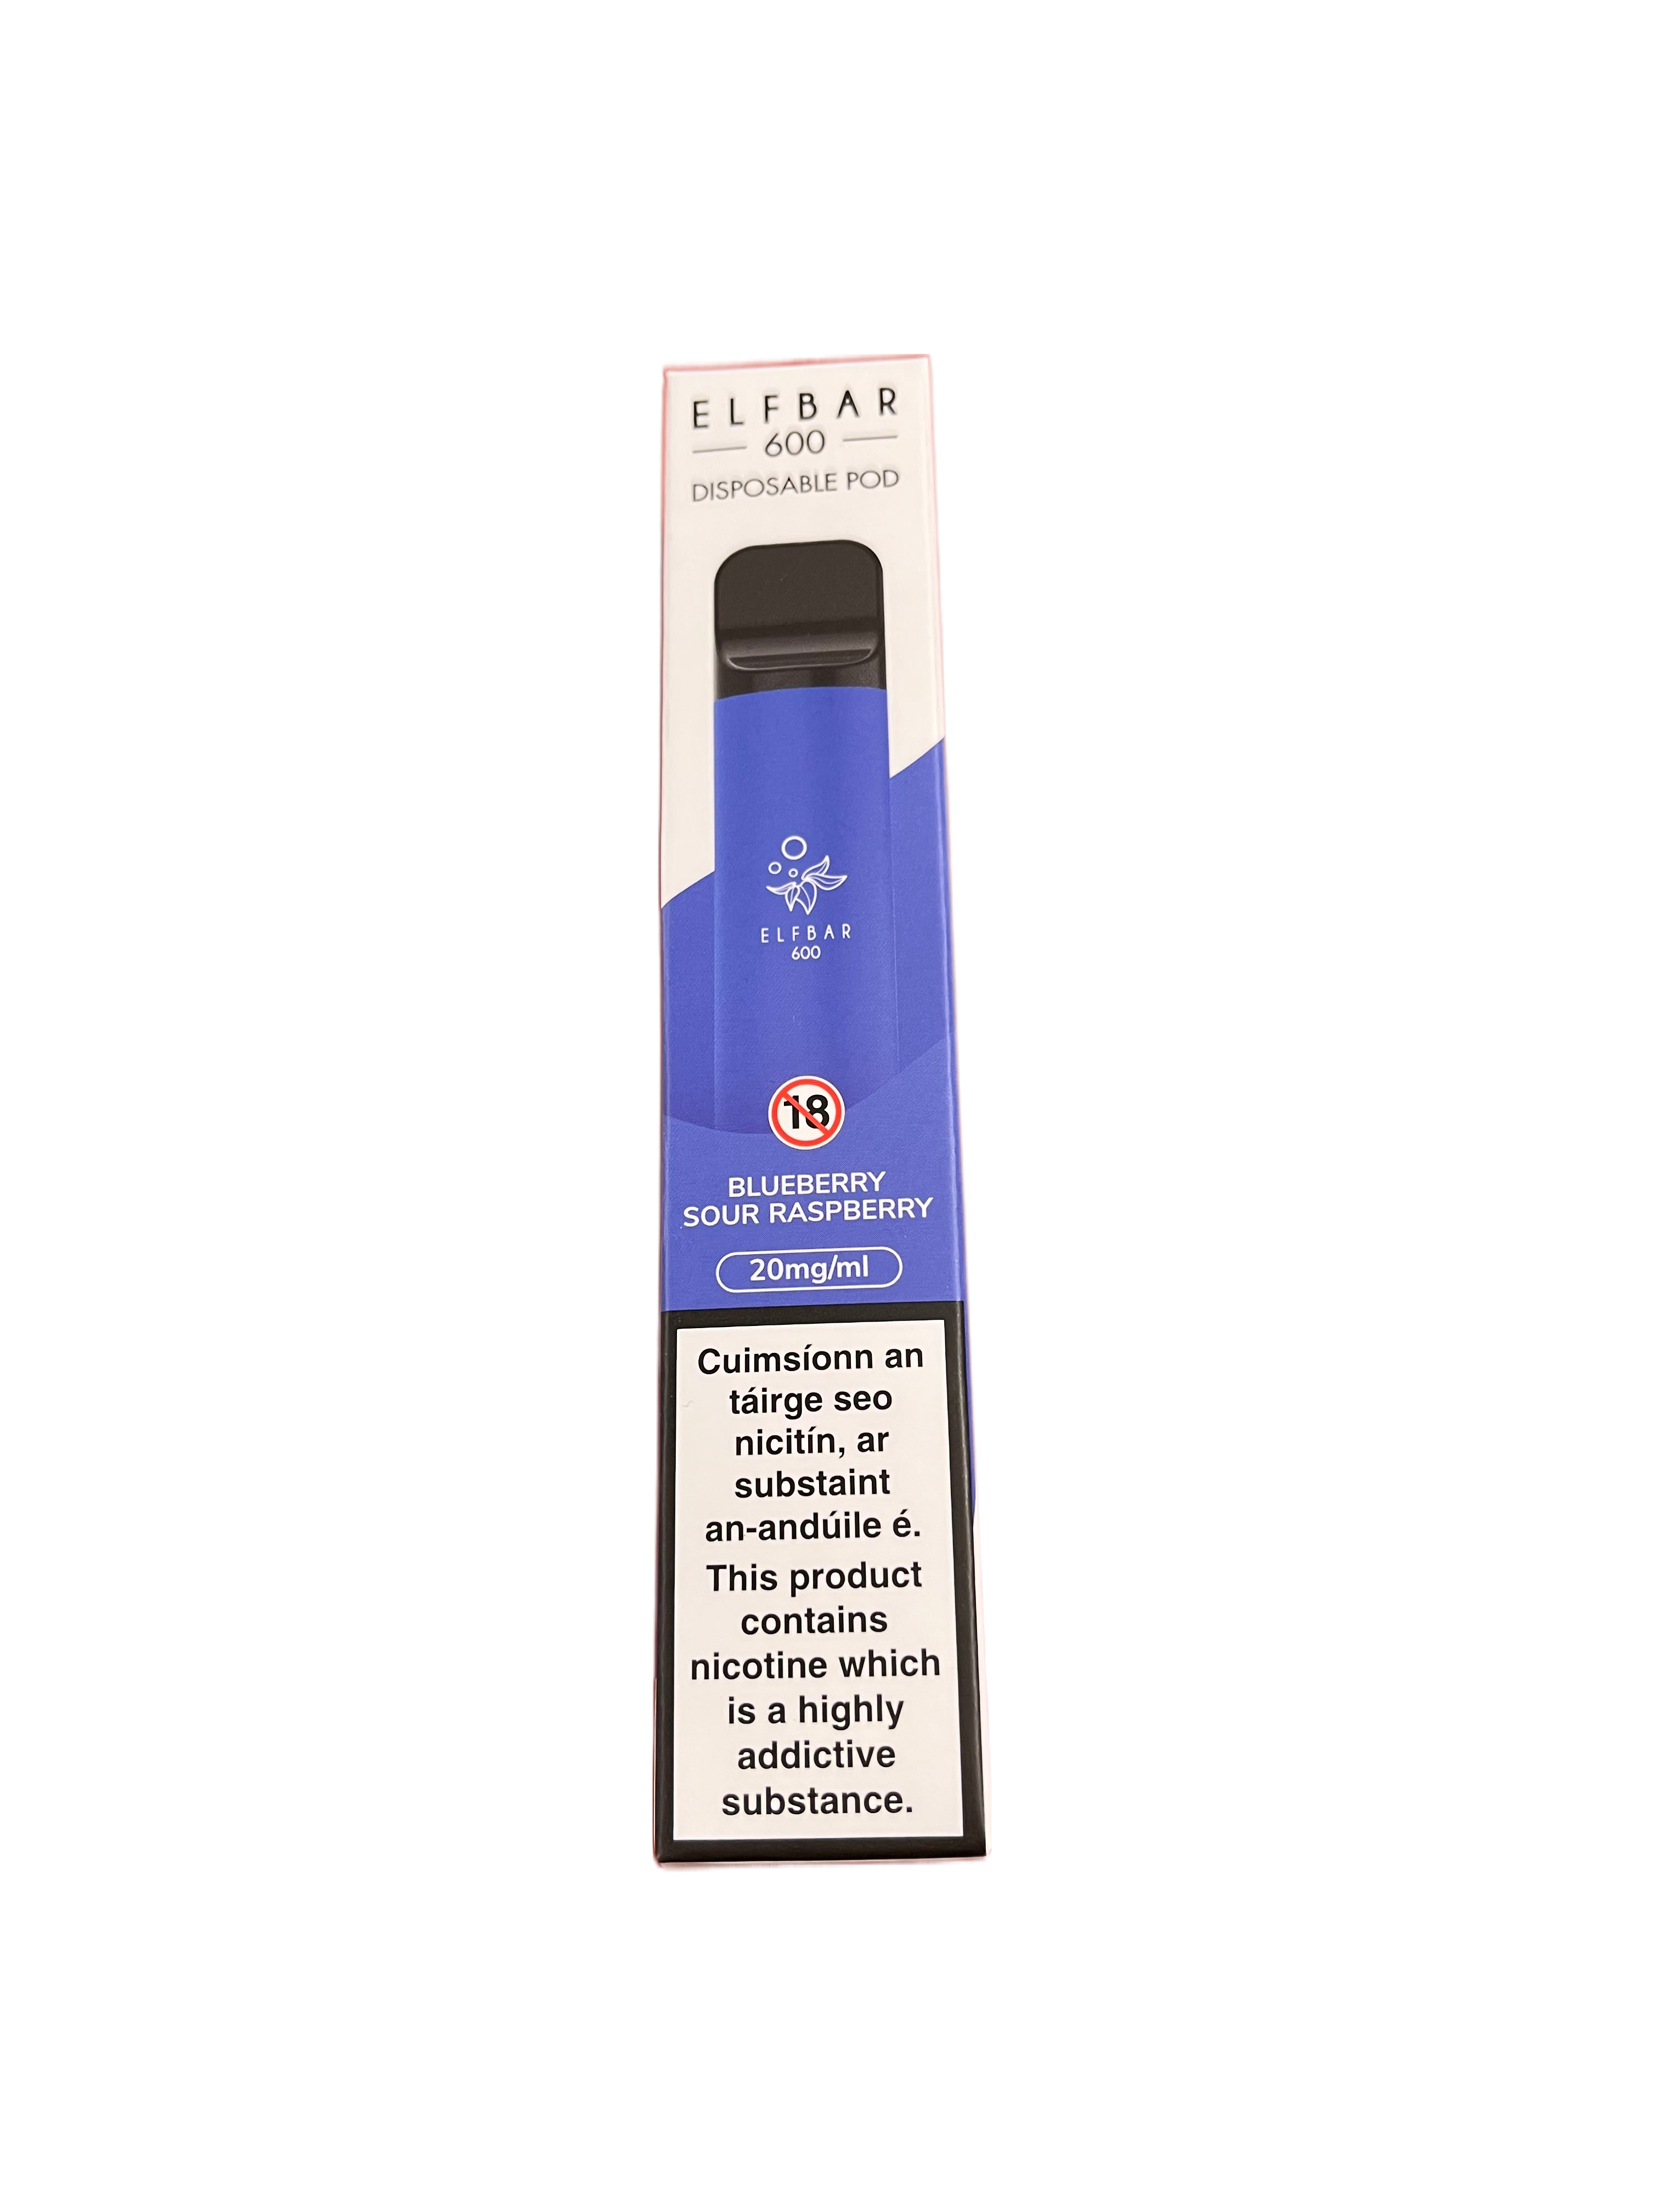 ELFBAR
600
DISPOSABLE POD
ELFBAR
600
18
BLUEBERRY
SOUR RASPBERRY
20mg/ml
Cuimsíonn an
táirge seo
nicitín, ar
substaint
an-andúile é.
This product
contains
nicotine which
is a highly
addictive
substance.